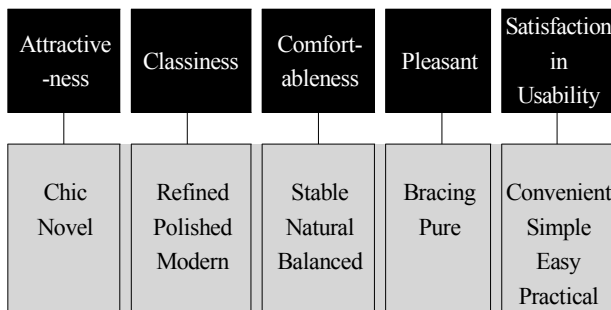 Attractive
-ness
Classiness
Comfort-
ableness
Pleasant
Satisfaction
in
Usability
Chic
Novel
Refined
Polished
Modern
Stable
Natural
Balanced
Bracing
Pure
Convenient
Simple
Easy
Practical